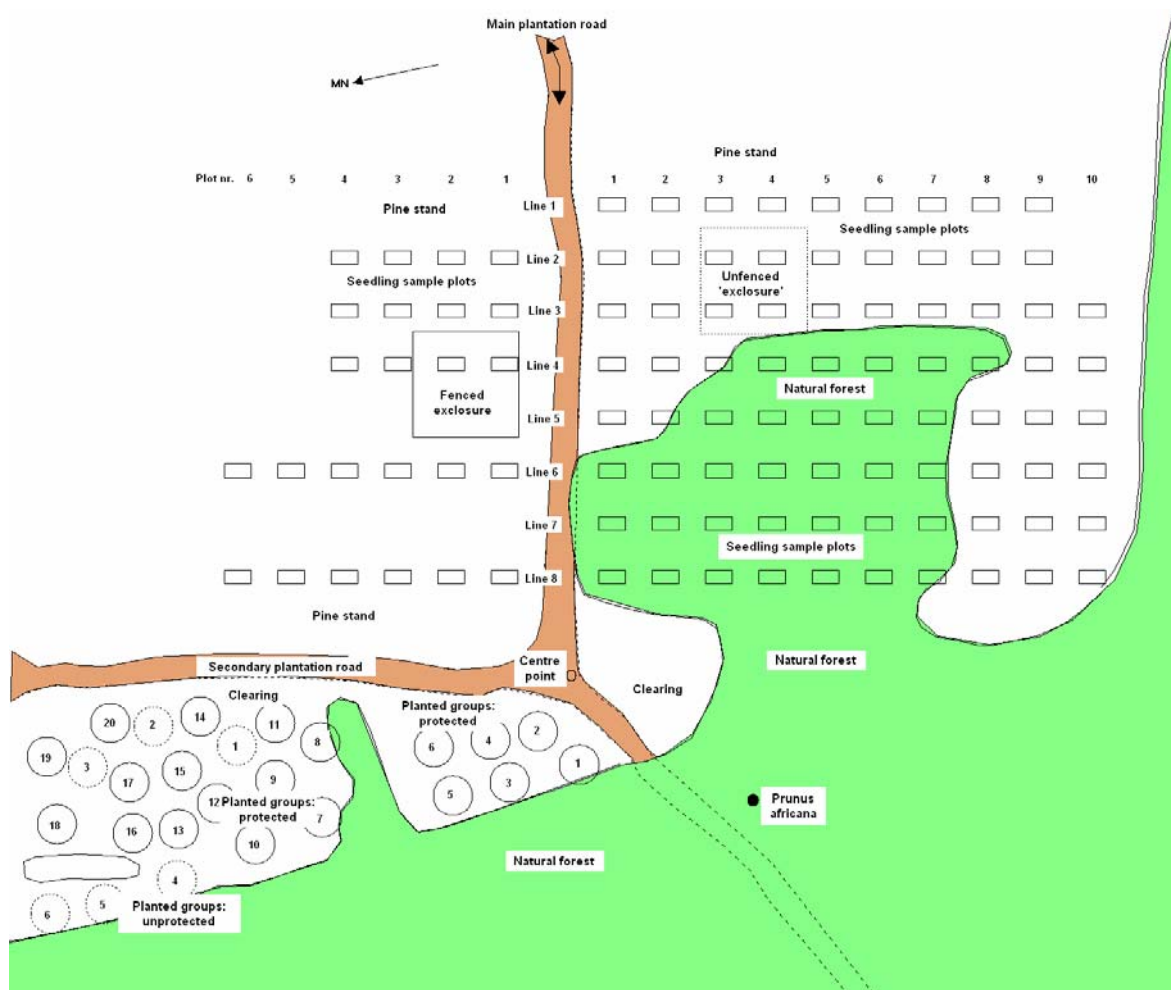 Main plantation road
MN
Pine stand
Plot nr. 6 5 4 3 2 1 1 2 3 4 5 6 7 8 9 10
Pine stand
Line 1
Seedling sample plots
Line 2
Seedling sample plots
Unfenced
'exclosure'
Line 3
Line 4
Natural forest
Fenced
exclosure
Line 5
Line 6
Line 7
Seedling sample plots
Line 8
Pine stand
Secondary plantation road
Centre
point
Natural forest
Clearing
Clearing
Planted groups:
protected
20 2 14 11 8 1
6 4 2
19 3 17 15 9
1
5 3
12 Planted groups:
protected
7
18 16 13 10
Prunus
africana
Natural forest
4
6 5
Planted groups:
unprotected